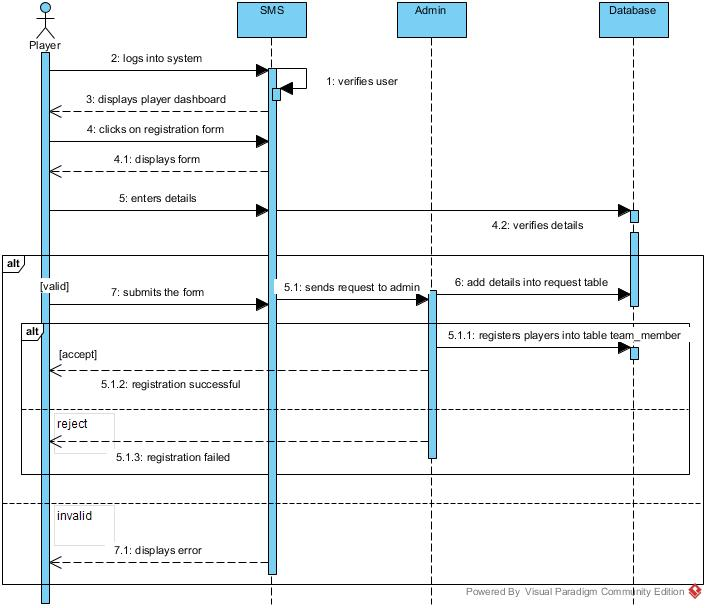 SMS
Admin
Database
Player
2: logs into system
1: verifies user
3: displays player dashboard
4: clicks on registration form
4.1: displays form
5: enters details
4.2: verifies details
alt
[valid]
7: submits the form
5.1: sends request to admin
6: add details into request table
alt
5.1.1: registers players into table team_member
[accept]
5.1.2: registration successful
reject
5.1.3: registration failed
invalid
7.1: displays error
Powered By Visual Paradigm Community Edition